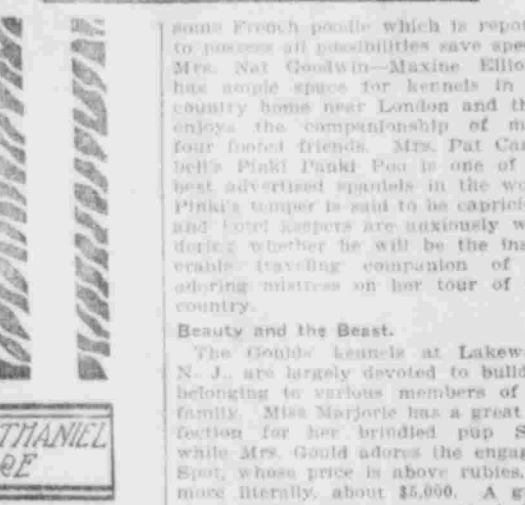 some French poodle which is repor
to possess all possibilities save spe
Mrs. Nat Goodwin—Maxine Ellio
has ample space for kennels in
country home near London and th
enjoys the companionship of m
four footed friends. Mrs. Pat Cam
bell's Pinki Panki Poo is one of
best advertised spaniels in the wo
Pinki's temper is said to be capricio
and hotel keepers are anxiously w
dering whether he will be the ins
erable traveling companion of
adoring mistress on her tour of
country.
Beauty and the Beast.
The Goulds' kennels at Lakew
N. J., are largely devoted to bulld
belonging to various members of
family. Miss Marjorie has a great
fection for her brindled pup S
while Mrs. Gould adores the engag
Spot, whose price is above rubies,
more literally, about $5,000. A g
THANIEL